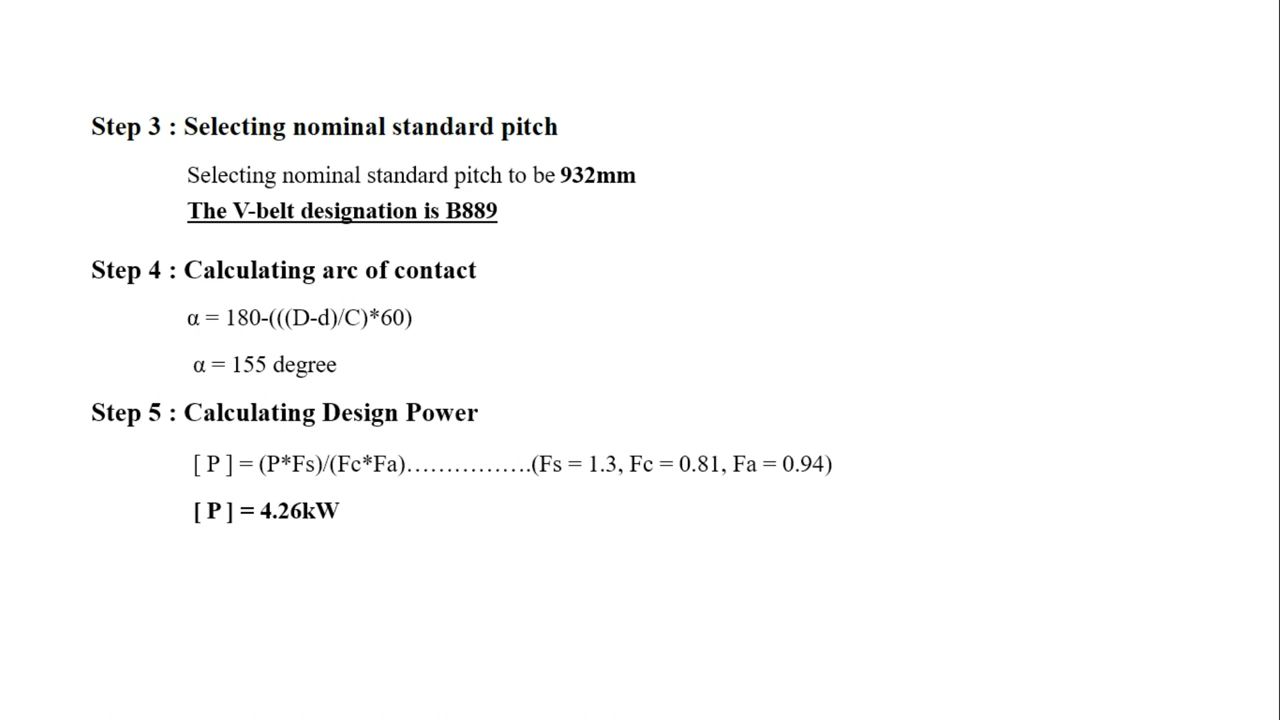 Step 3 : Selecting nominal standard pitch
Selecting nominal standard pitch to be 932mm
The V-belt designation is B889
Step 4 : Calculating arc of contact
α = 180-(((D-d)/C)*60)
α = 155 degree
Step 5 : Calculating Design Power
[ P ] = (P*Fs)/(Fc*Fa)…………….(Fs = 1.3, Fc = 0.81, Fa = 0.94)
[ P ] = 4.26kW